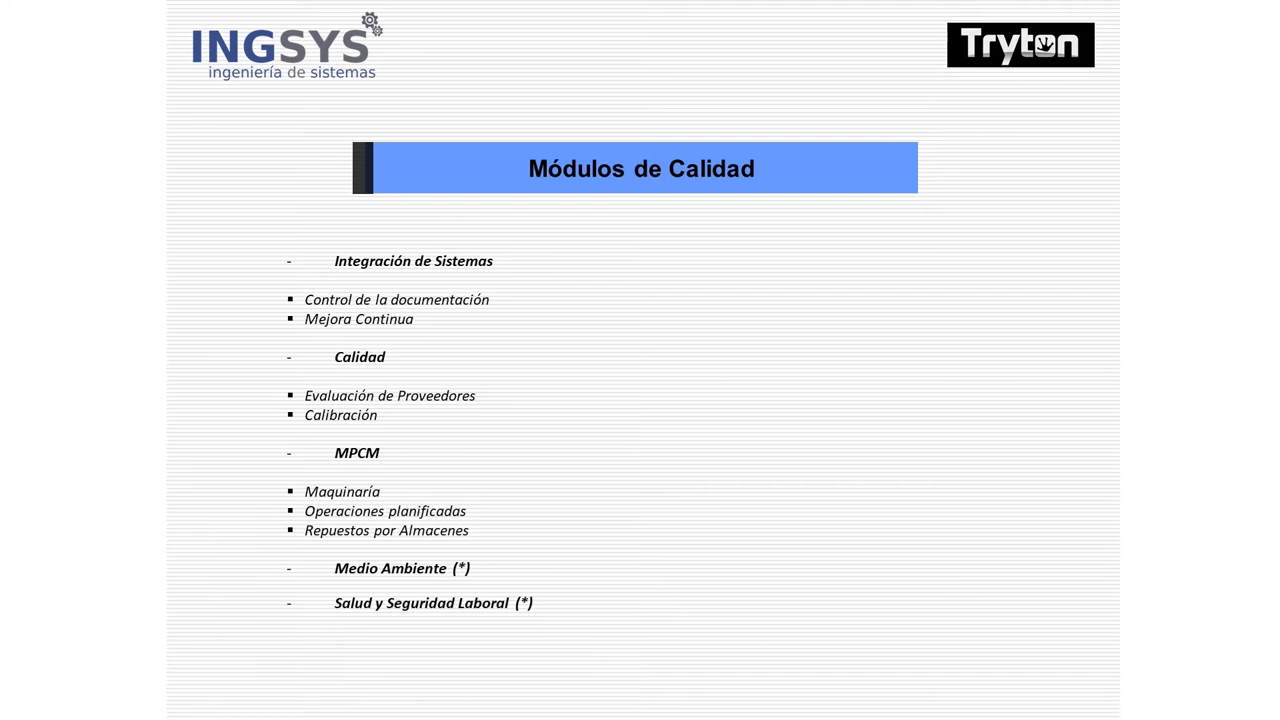 INGSYS
ingeniería de sistemas
Tryton
Módulos de Calidad
- Integración de Sistemas
▪ Control de la documentación
▪ Mejora Continua
- Calidad
▪ Evaluación de Proveedores
▪ Calibración
- MPCM
▪ Maquinaría
▪ Operaciones planificadas
▪ Repuestos por Almacenes
- Medio Ambiente (*)
- Salud y Seguridad Laboral (*)